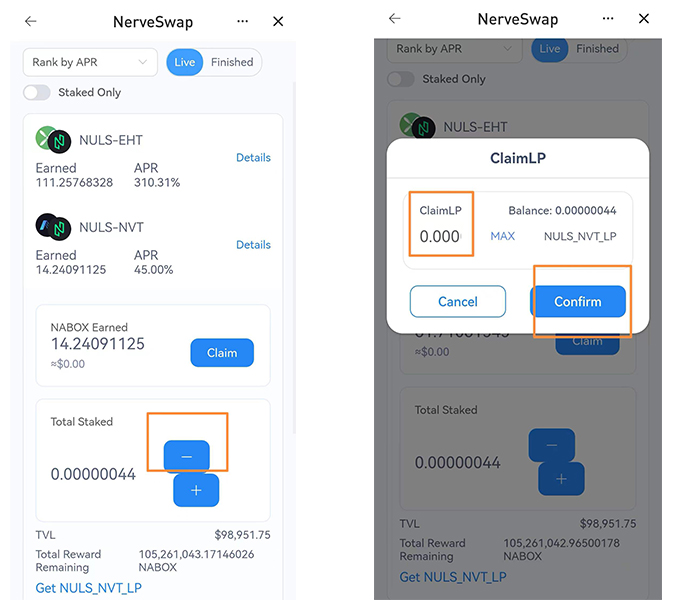 NerveSwap
Rank by APR
Live
Finished
Staked Only
NULS-EHT
Earned
APR
Details
111.25768328
310.31%
NULS-NVT
Earned
APR
Details
14.24091125
45.00%
NABOX Earned
14.24091125
≈$0.00
Claim
Total Staked
0.00000044
TVL
$98,951.75
Total Reward
Remaining
105,261,043.17146026
NABOX
Get NULS_NVT_LP
NerveSwap
Rank by APR
Live
Finished
Staked Only
NULS-EHT
ClaimLP
ClaimLP
Balance: 0.00000044
0.000
MAX
NULS_NVT_LP
Cancel
Confirm
≈$0.00
Claim
Total Staked
0.00000044
TVL
$98,951.75
Total Reward
Remaining
105,261,042.96500178
NABOX
Get NULS_NVT_LP